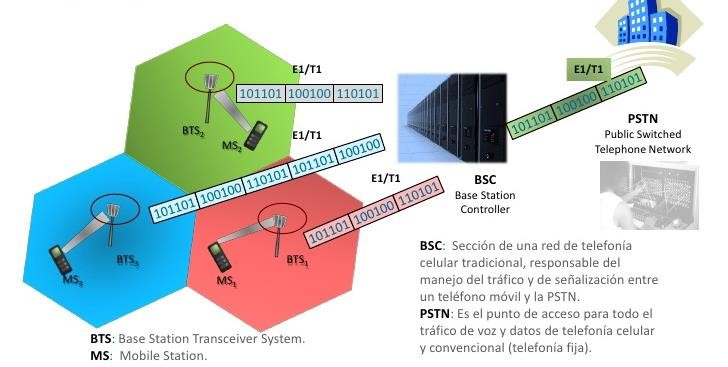 E1/T1
101101 100100 110101
BTS2
MS2
E1/T1
101101 100100 110101 101101 100100
E1/T1
101101 100100 110101
BTS3
MS3
BTS1
MS1
E1/T1
101101 100100 110101
BSC
Base Station
Controller
PSTN
Public Switched
Telephone Network
BSC: Sección de una red de telefonía
celular tradicional, responsable del
manejo del tráfico y de señalización entre
un teléfono móvil y la PSTN.
PSTN: Es el punto de acceso para todo el
tráfico de voz y datos de telefonía celular
y convencional (telefonía fija).
BTS: Base Station Transceiver System.
MS: Mobile Station.